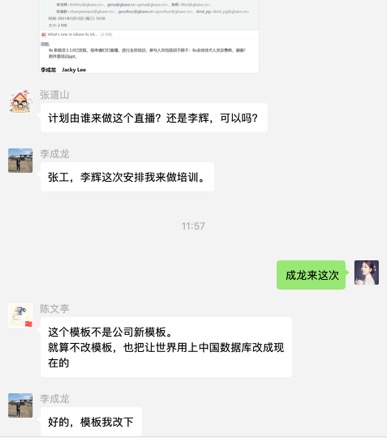 李成龙 Jacky Lee
张道山
计划由谁来做这个直播？还是李辉，可以吗？
李成龙
张工，李辉这次安排我来做培训。
11:57
成龙来这次
陈文亭
这个模板不是公司新模板。
就算不改模板，也把让世界用上中国数据库改成现
在的
李成龙
好的，模板我改下